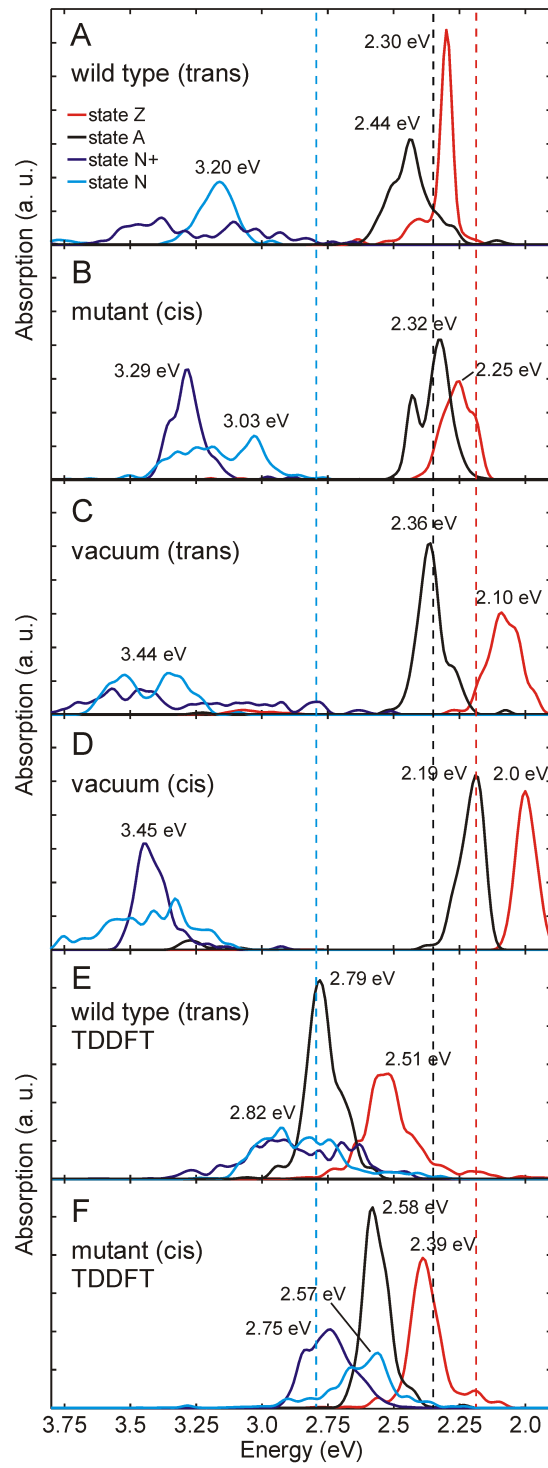 A
wild type (trans)
state Z
state A
state N+
state N
3.20 eV
2.44 eV
2.30 eV
Absorption (a. u.)
B
mutant (cis)
3.29 eV
3.03 eV
2.32 eV
2.25 eV
C
vacuum (trans)
3.44 eV
2.36 eV
2.10 eV
Absorption (a. u.)
D
vacuum (cis)
3.45 eV
2.19 eV
2.0 eV
E
wild type (trans)
TDDFT
2.79 eV
2.51 eV
2.82 eV
Absorption (a. u.)
F
mutant (cis)
TDDFT
2.58 eV
2.39 eV
2.57 eV
2.75 eV
3.75 3.5 3.25 3.0 2.75 2.5 2.25 2.0
Energy (eV)